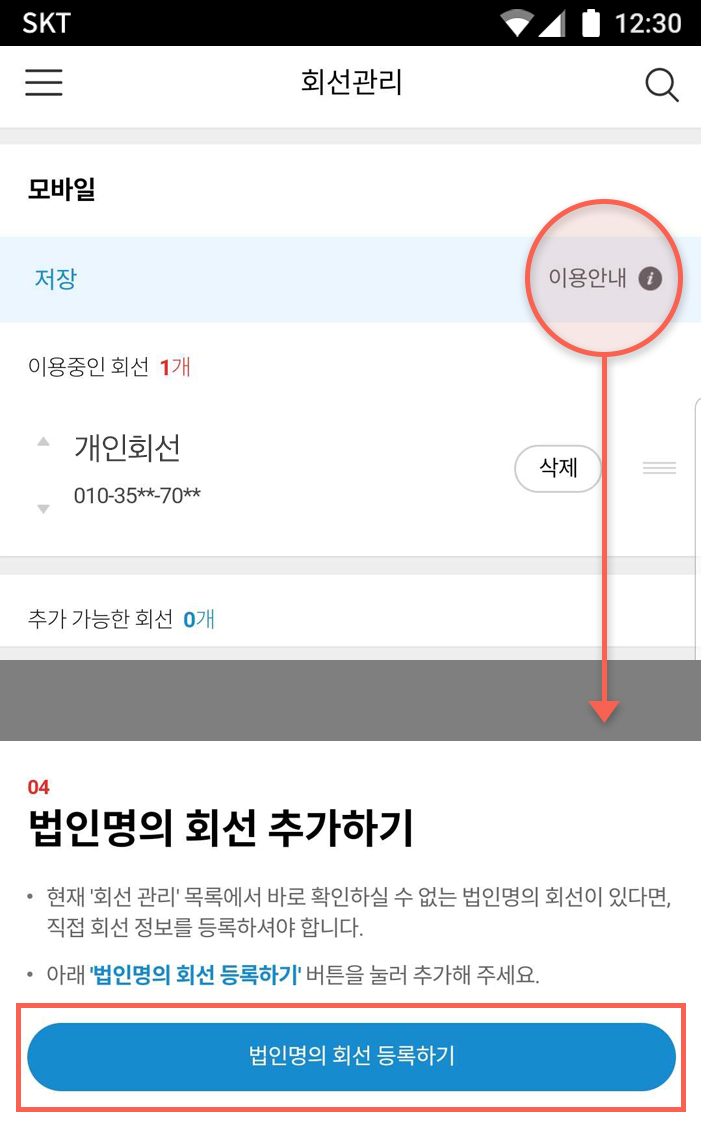 SKT 12:30
회선관리
모바일
저장 이용안내
이용중인 회선 1개
개인회선
010-35**-70**
삭제
추가 가능한 회선 0개
04
법인명의 회선 추가하기
• 현재 '회선 관리' 목록에서 바로 확인하실 수 없는 법인명의 회선이 있다면,
직접 회선 정보를 등록하셔야 합니다.
• 아래 '법인명의 회선 등록하기' 버튼을 눌러 추가해 주세요.
법인명의 회선 등록하기